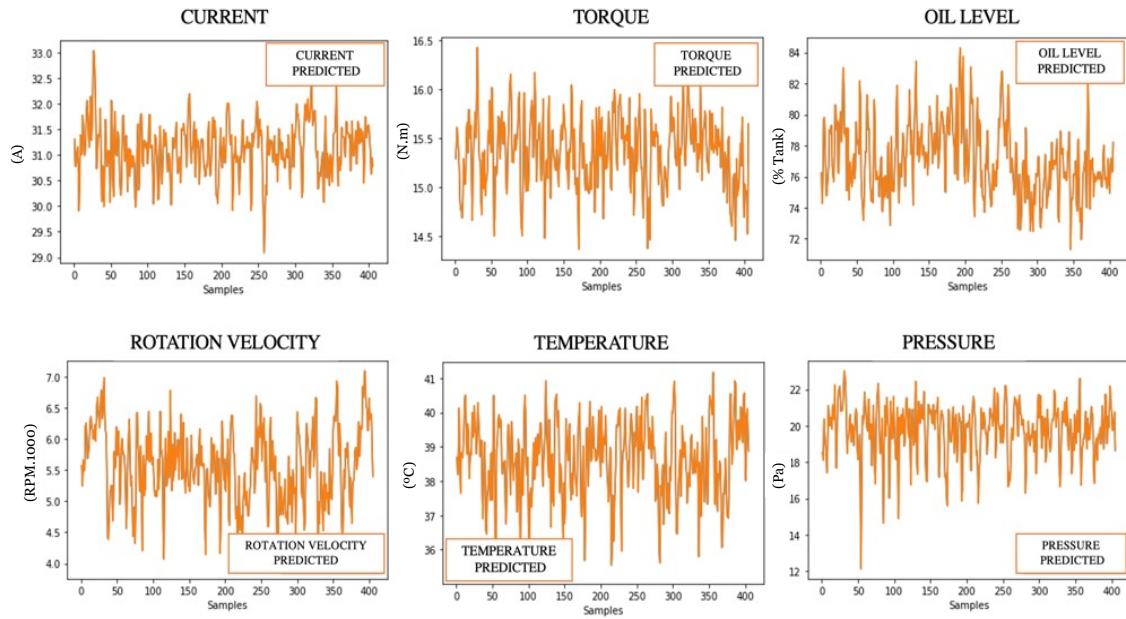 CURRENT
CURRENT
PREDICTED
33.0
32.5
32.0
31.5
31.0
30.5
30.0
29.5
29.0
(A)
0 50 100 150 200 250 300 350 400
Samples
TORQUE
TORQUE
PREDICTED
16.5
16.0
15.5
15.0
14.5
(N.m)
0 50 100 150 200 250 300 350 400
Samples
OIL LEVEL
OIL LEVEL
PREDICTED
84
82
80
78
76
74
72
(% Tank)
0 50 100 150 200 250 300 350 400
Samples
ROTATION VELOCITY
7.0
6.5
6.0
5.5
5.0
4.5
4.0
(RPM.1000)
ROTATION VELOCITY
PREDICTED
0 50 100 150 200 250 300 350 400
Samples
TEMPERATURE
41
40
39
38
37
36
(ºC)
TEMPERATURE
PREDICTED
0 50 100 150 200 250 300 350 400
Samples
PRESSURE
22
20
18
16
14
12
(Pa)
PRESSURE
PREDICTED
0 50 100 150 200 250 300 350 400
Samples